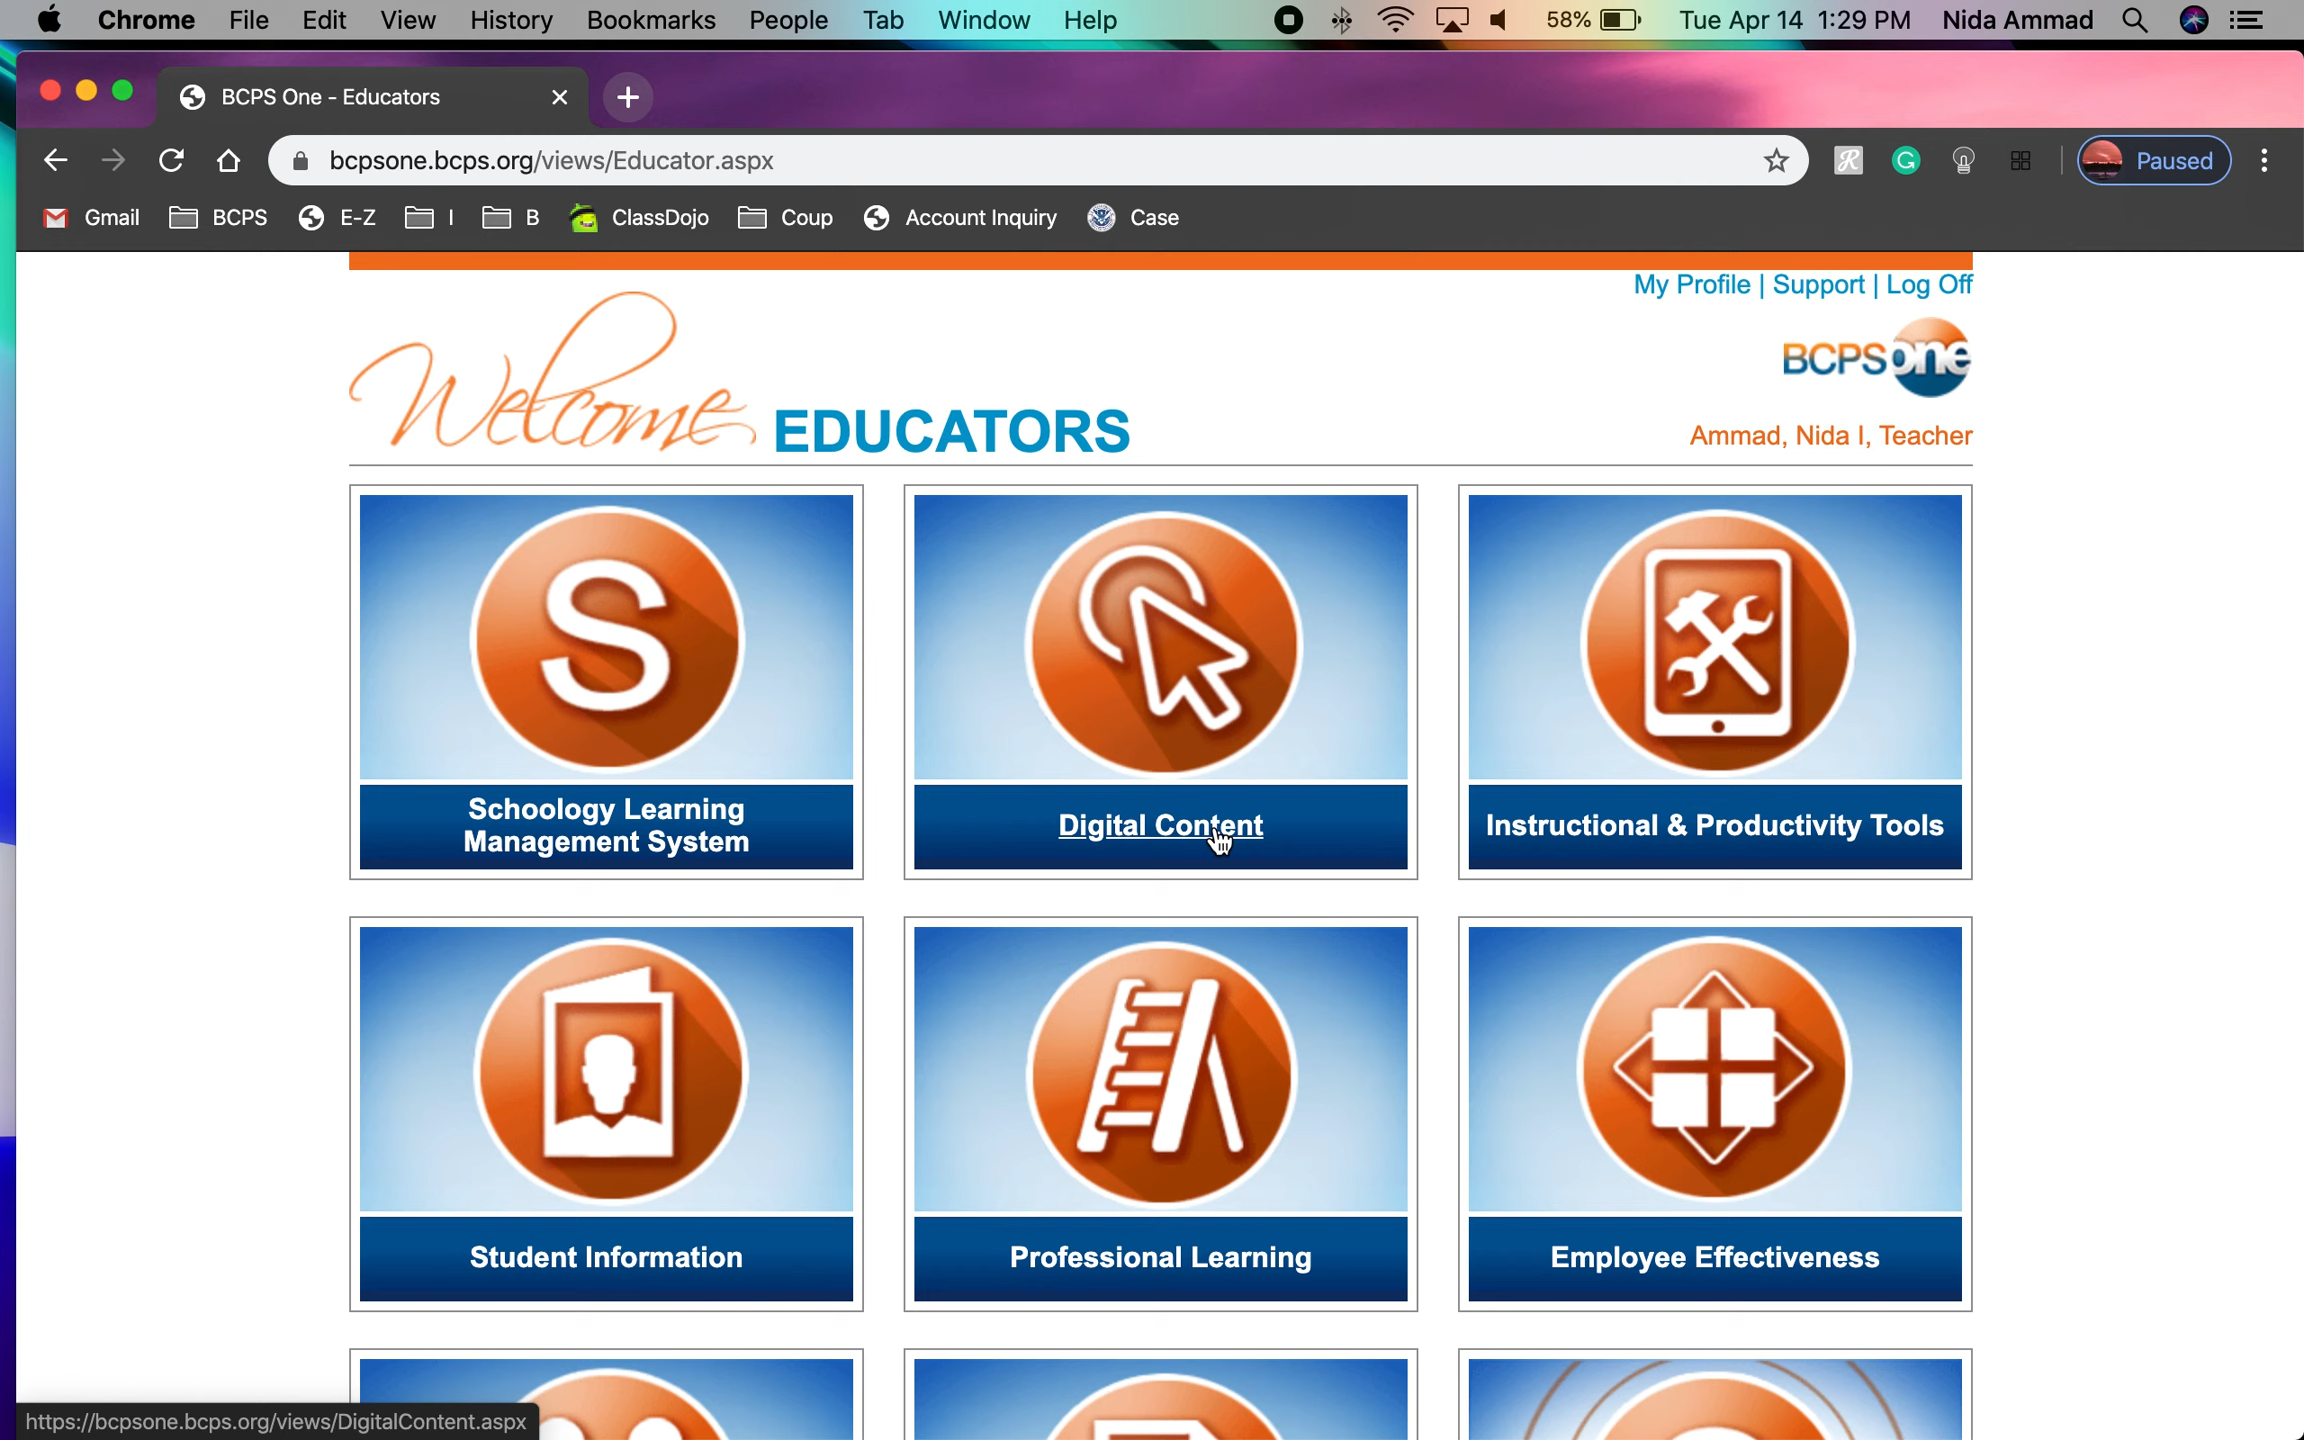 Chrome File Edit View History Bookmarks People Tab Window Help 58% Tue Apr 14 1:29 PM Nida Ammad
BCPS One - Educators
bcpsone.bcps.org/views/Educator.aspx Paused
Gmail BCPS E-Z I B ClassDojo Coup Account Inquiry Case
My Profile | Support | Log Off
BCPSone
Welcome EDUCATORS
Ammad, Nida I, Teacher
S
Schoology Learning
Management System
Digital Content
Instructional & Productivity Tools
Student Information
Professional Learning
Employee Effectiveness
https://bcpsone.bcps.org/views/DigitalContent.aspx